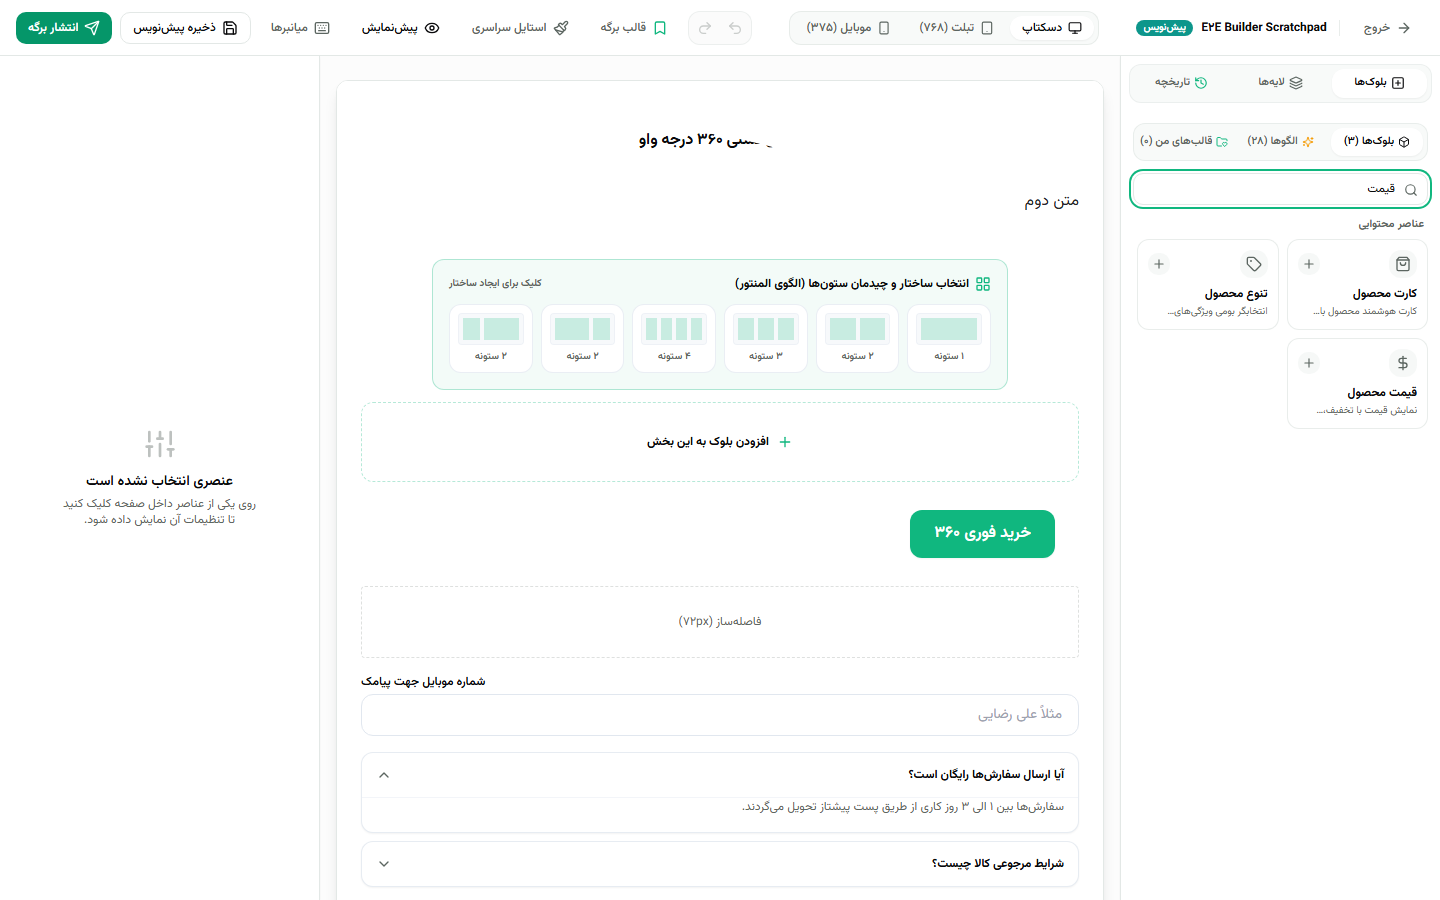 خروج
E۲E Builder Scratchpad
پیش‌نویس
دسکتاپ
تبلت (۷۶۸)
موبایل (۳۷۵)
قالب برگه
استایل سراسری
پیش‌نمایش
میانبرها
ذخیره پیش‌نویس
انتشار برگه
بلوک‌ها
لایه‌ها
تاریخچه
بلوک‌ها (۳)
الگوها (۲۸)
قالب‌های من (۰)
قیمت
عناصر محتوایی
کارت محصول
کارت هوشمند محصول با...
تنوع محصول
انتخابگر بومی ویژگی‌های...
قیمت محصول
نمایش قیمت با تخفیف،...
۳۶۰ درجه واو
متن دوم
انتخاب ساختار و چیدمان ستون‌ها (الگوی المنتور)
کلیک برای ایجاد ساختار
۱ ستونه
۲ ستونه
۳ ستونه
۴ ستونه
۲ ستونه
۲ ستونه
افزودن بلوک به این بخش
خرید فوری ۳۶۰
فاصله‌ساز (۷۲px)
شماره موبایل جهت پیامک
مثلاً علی رضایی
آیا ارسال سفارش‌ها رایگان است؟
سفارش‌ها بین ۱ الی ۳ روز کاری از طریق پست پیشتاز تحویل می‌گردند.
شرایط مرجوعی کالا چیست؟
عنصری انتخاب نشده است
روی یکی از عناصر داخل صفحه کلیک کنید
تا تنظیمات آن نمایش داده شود.